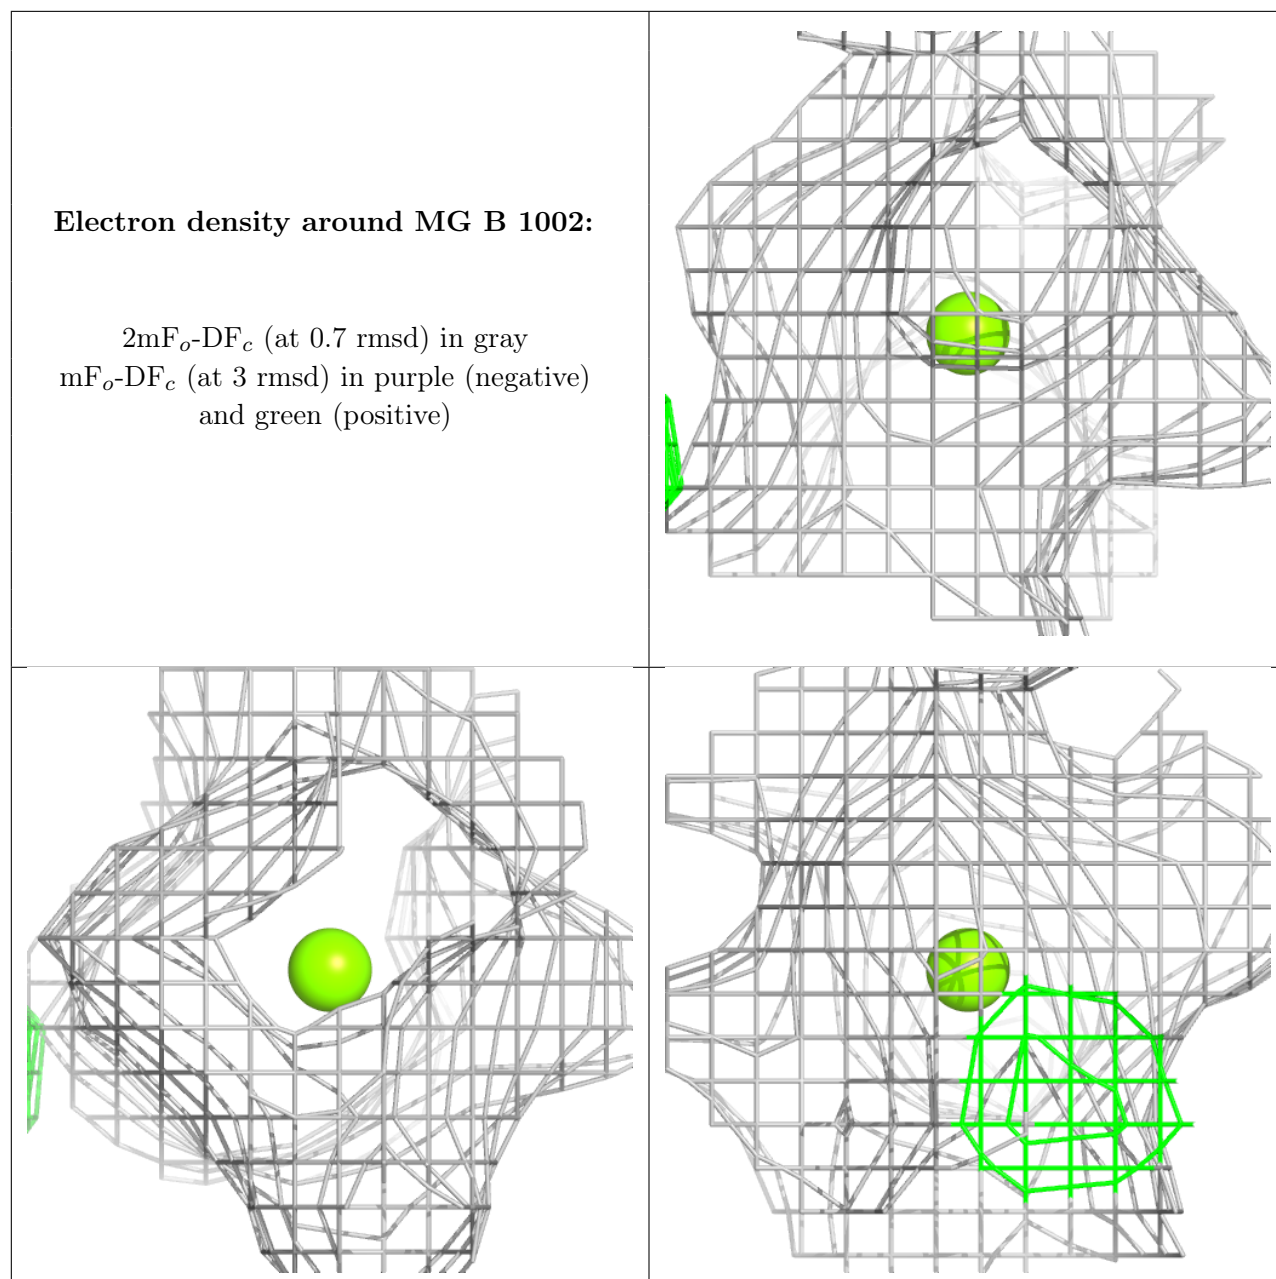 Electron density around MG B 1002:
2mFo-DFc (at 0.7 rmsd) in gray
mFo-DFc (at 3 rmsd) in purple (negative)
and green (positive)